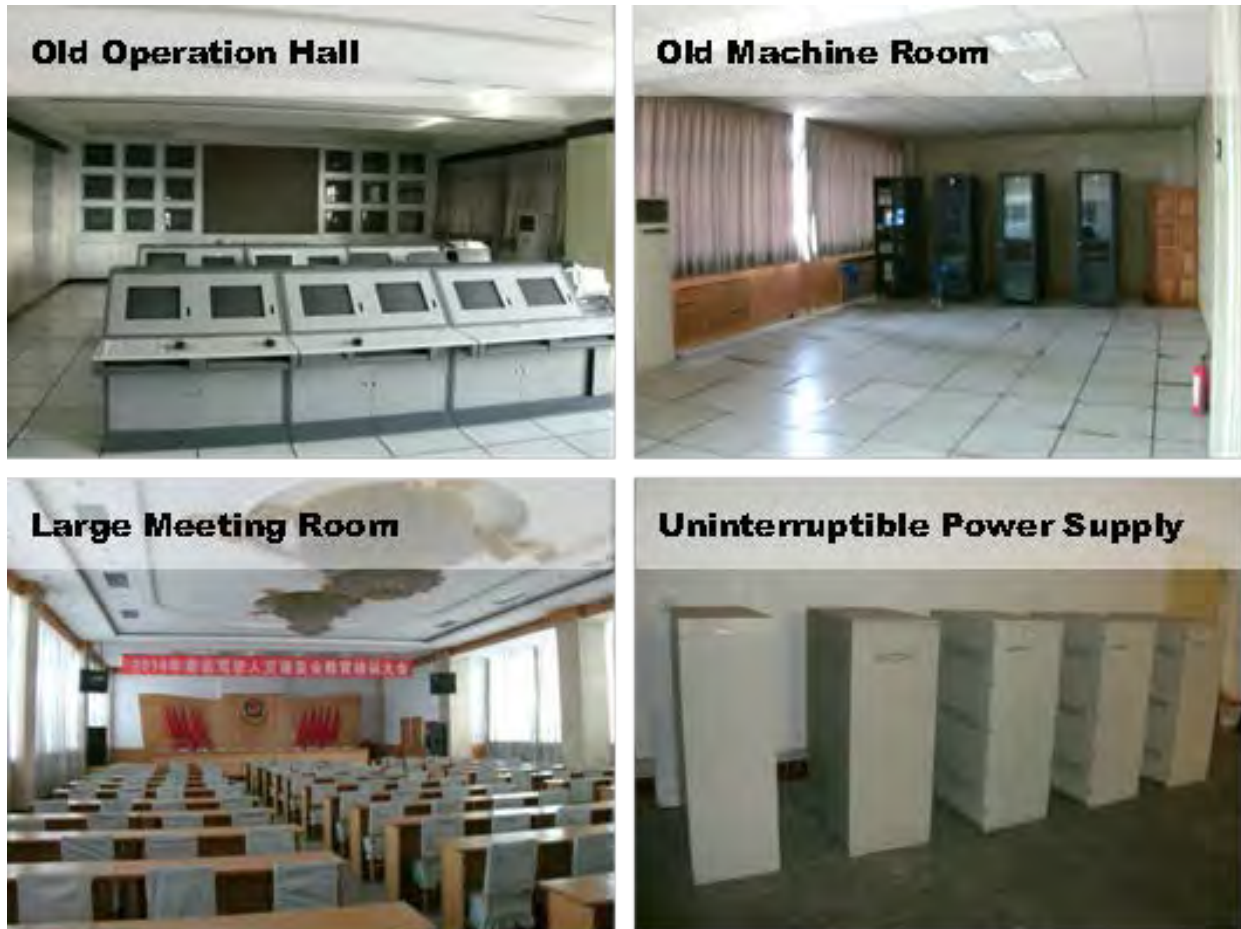 Old Operation Hall
Old Machine Room
Large Meeting Room
Uninterruptible Power Supply